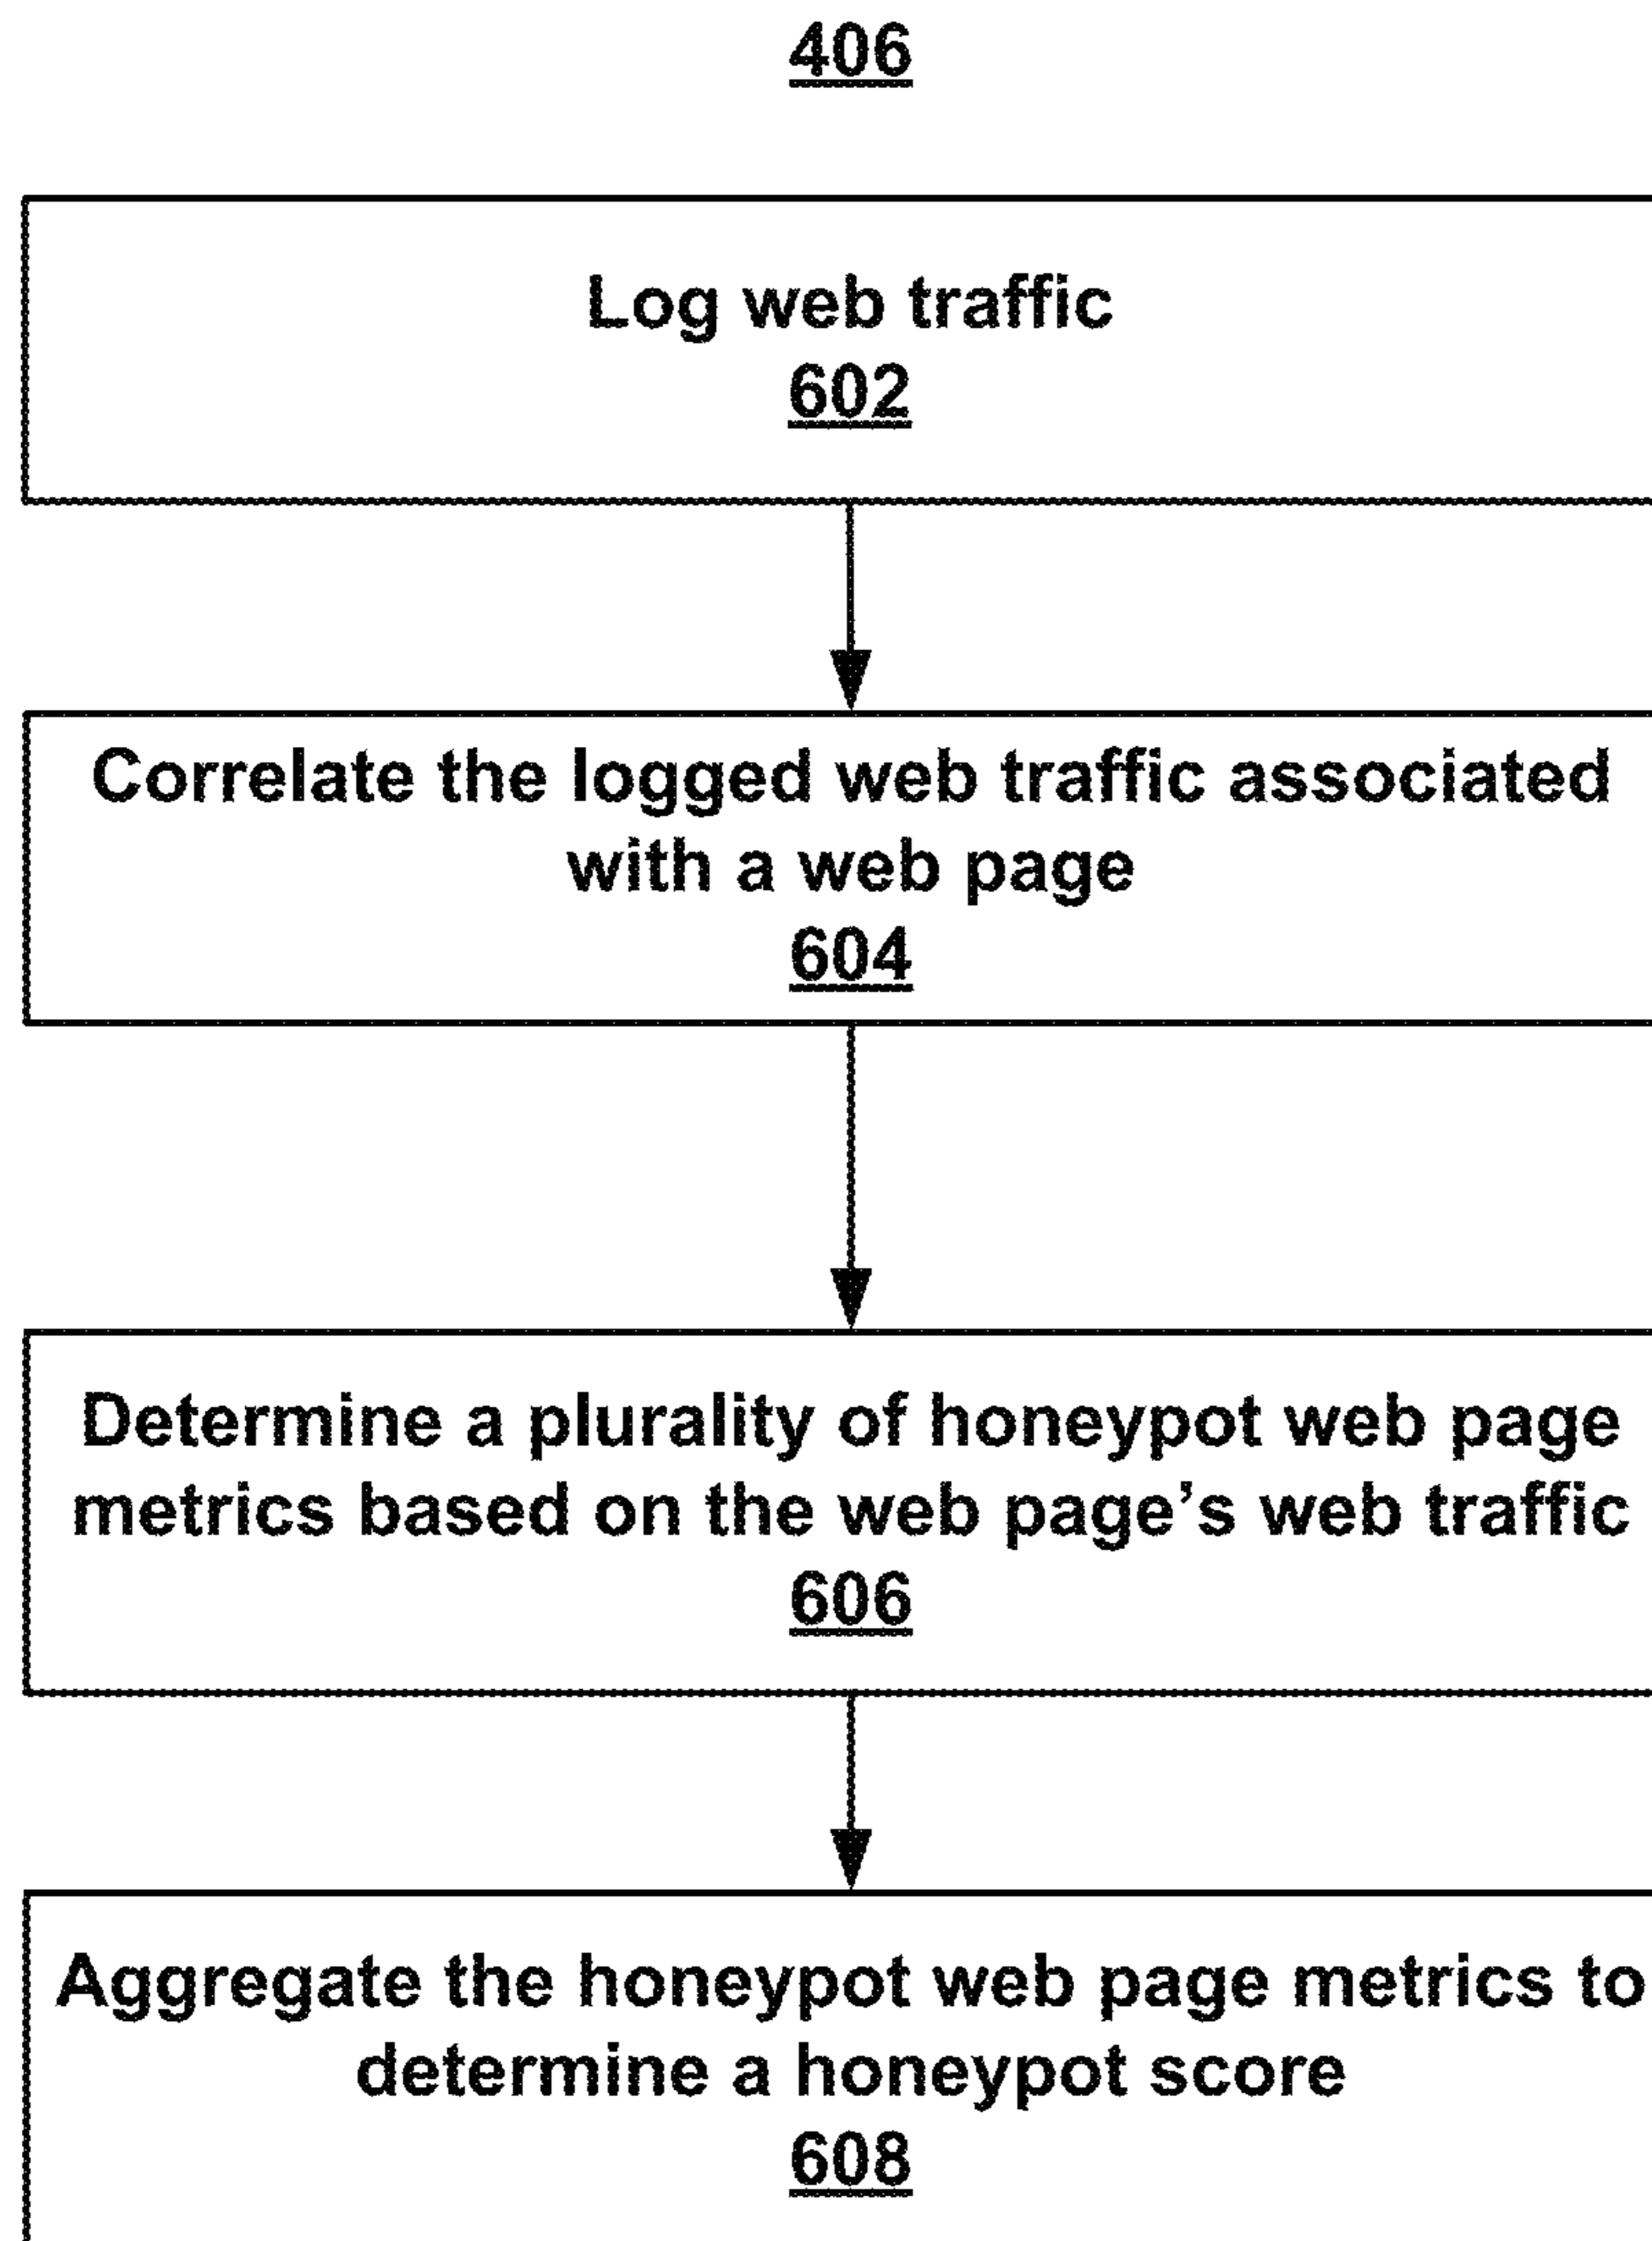 406
Log web traffic
602
Correlate the logged web traffic associated
with a web page
604
Determine a plurality of honeypot web page
metrics based on the web page’s web traffic
606
Aggregate the honeypot web page metrics to
determine a honeypot score
608